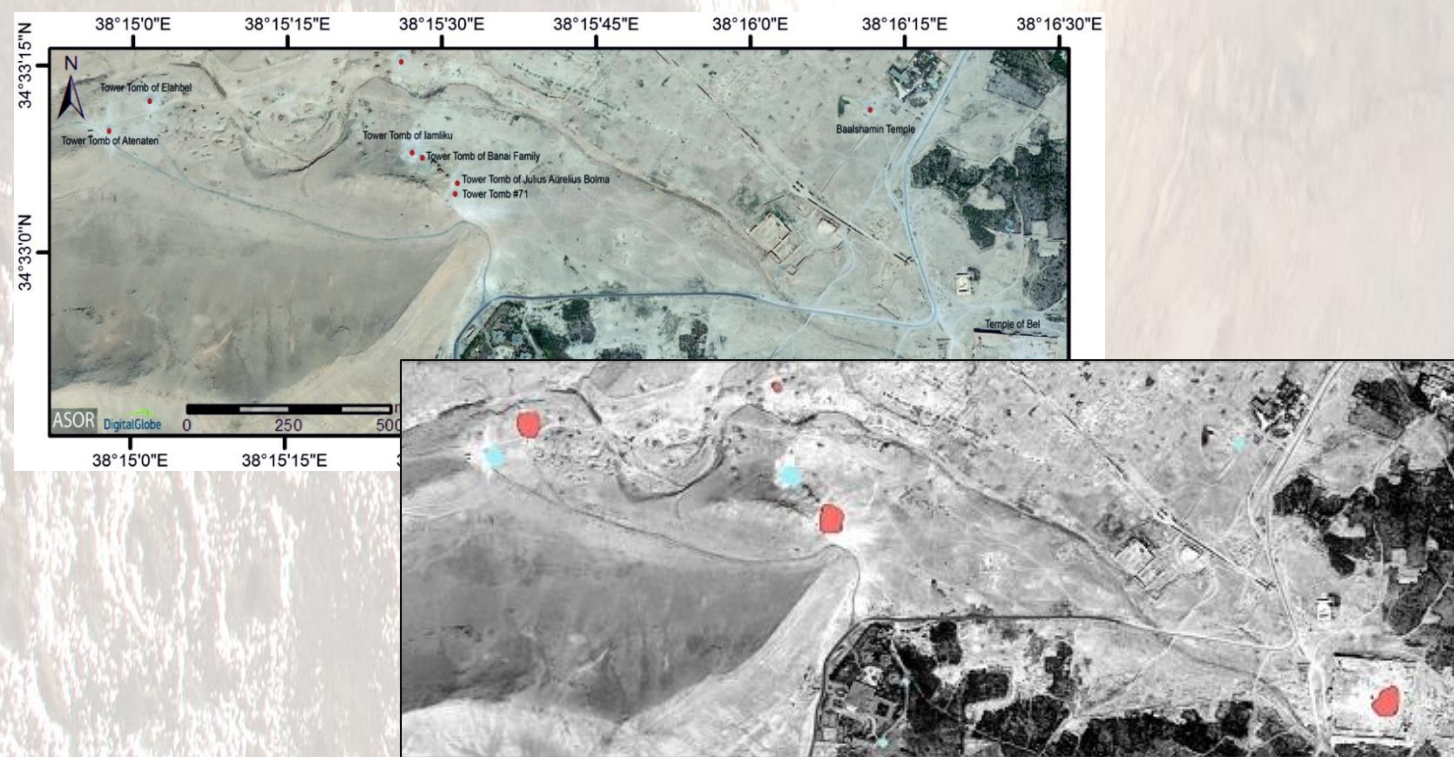 38°15'0"E 38°15'15"E 38°15'30"E 38°15'45"E 38°16'0"E 38°16'15"E 38°16'30"E
34°33'15"N
N
Tower Tomb of Elahbel
Baalshamin Temple
Tower Tomb of Iamliku
Tower Tomb of Atenaten
Tower Tomb of Banai Family
Tower Tomb of Julius Aurelius Bolma
Tower Tomb #71
34°33'0"N
Temple of Bel
ASOR DigitalGlobe 0 250 500
38°15'0"E 38°15'15"E